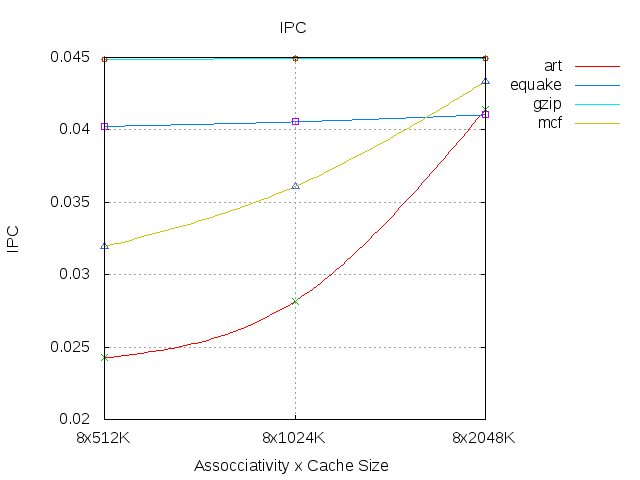 IPC
0.045
0.04
0.035
0.03
0.025
0.02
IPC
8x512K
8x1024K
8x2048K
Assocciativity x Cache Size
art
equake
gzip
mcf